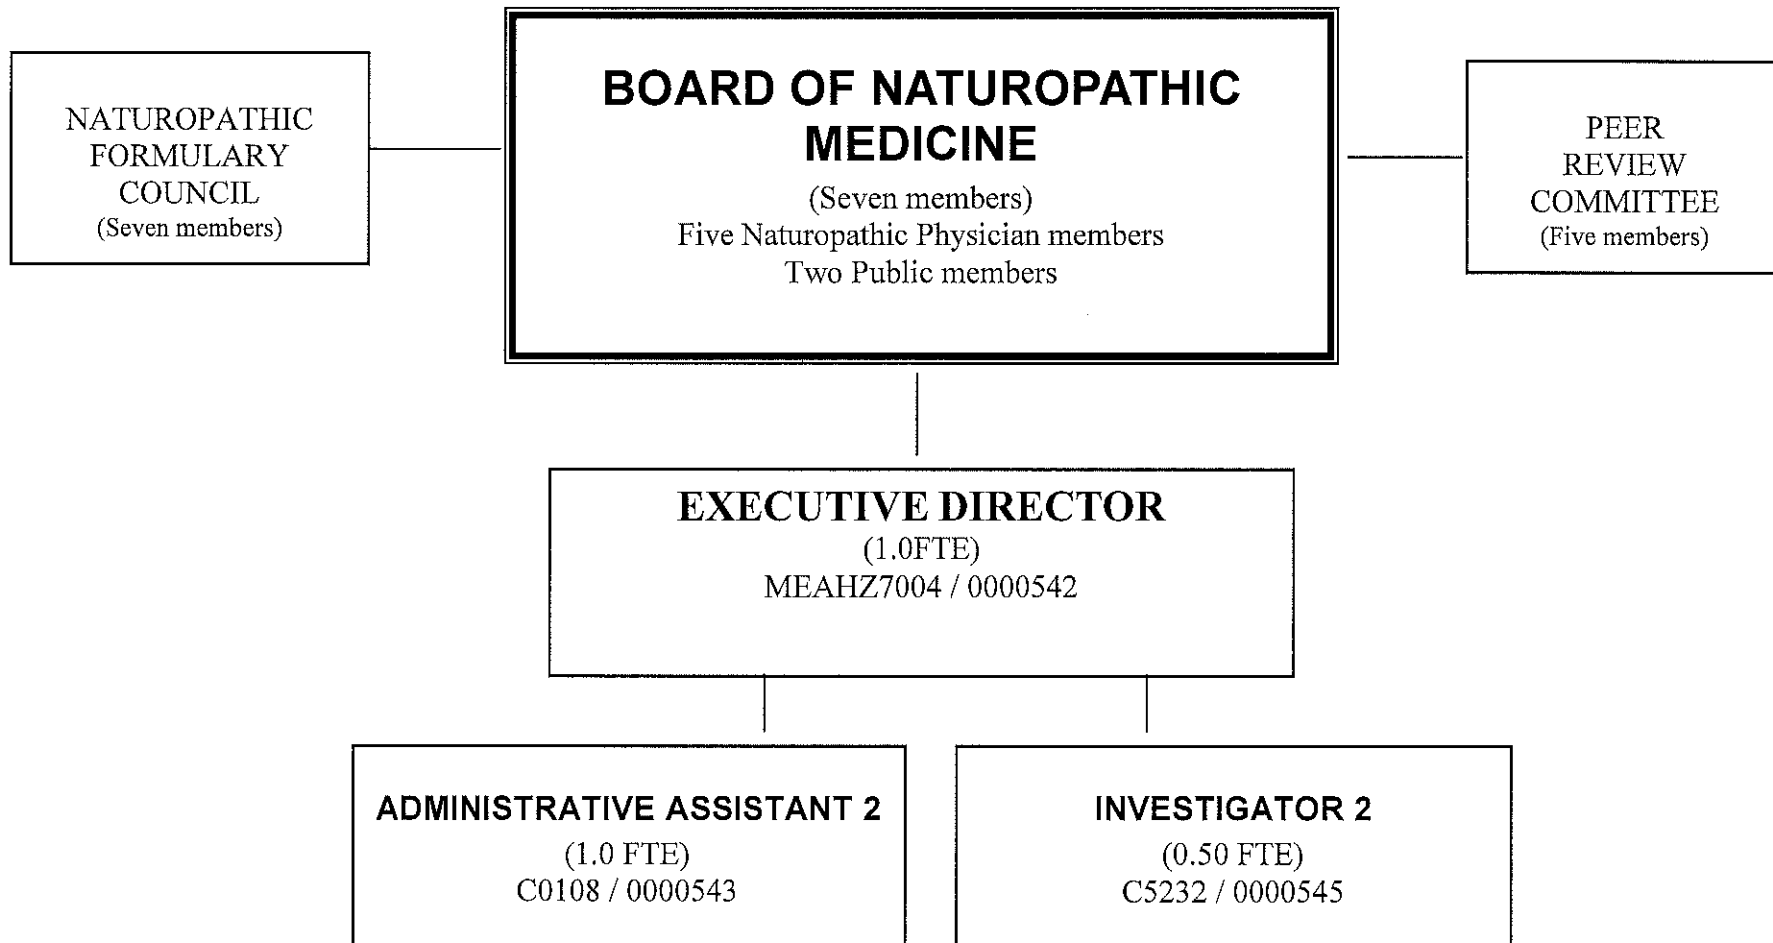 NATUROPATHIC
FORMULARY
COUNCIL
(Seven members)
BOARD OF NATUROPATHIC
MEDICINE
(Seven members)
Five Naturopathic Physician members
Two Public members
PEER
REVIEW
COMMITTEE
(Five members)
EXECUTIVE DIRECTOR
(1.0FTE)
MEAHZ7004 / 0000542
ADMINISTRATIVE ASSISTANT 2
(1.0 FTE)
C0108 / 0000543
INVESTIGATOR 2
(0.50 FTE)
C5232 / 0000545